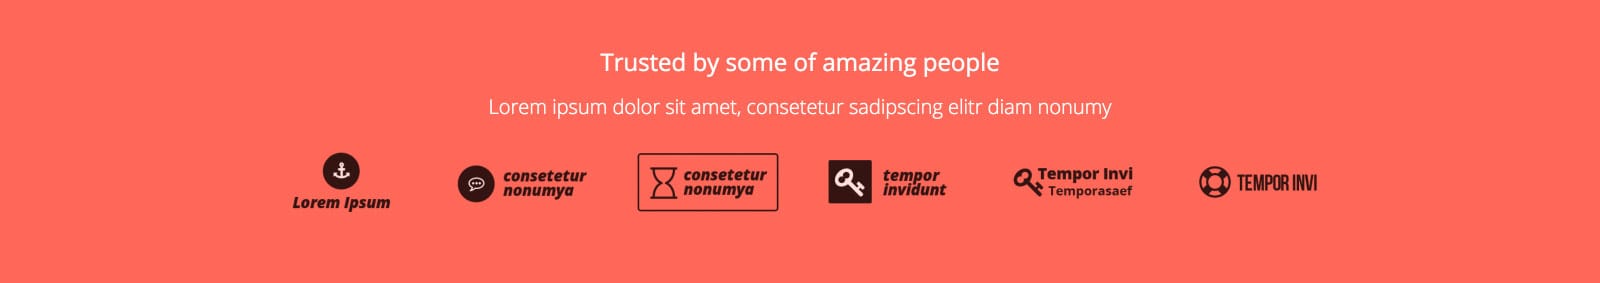 Trusted by some of amazing people
Lorem ipsum dolor sit amet, consetetur sadipscing elitr diam nonumy
Lorem Ipsum
consetetur
nonumya
consetetur
nonumya
tempor
invidunt
Tempor Invi
Temporasaef
TEMPOR INVI